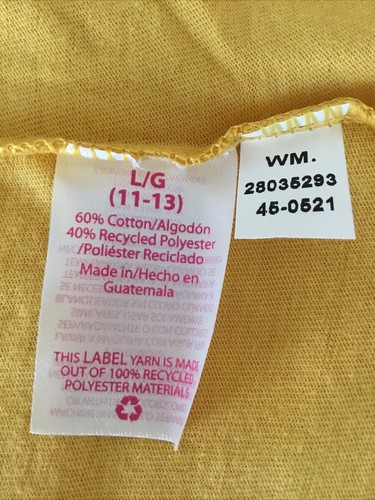 L/G
(11-13)
60% Cotton/Algodón
40% Recycled Polyester
/Poliéster Reciclado
Made in/Hecho en
Guatemala
THIS LABEL YARN IS MADE
OUT OF 100% RECYCLED
POLYESTER MATERIALS
WM.
28035293
45-0521